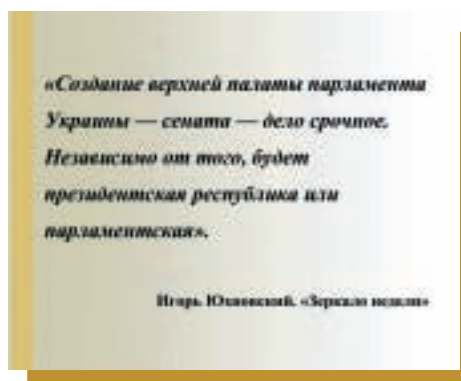 «Создание верхней палаты парламента
Украины — сената — дело срочное.
Независимо от того, будет
президентская республика или
парламентская».
Игорь Юхновский. «Зеркало недели»